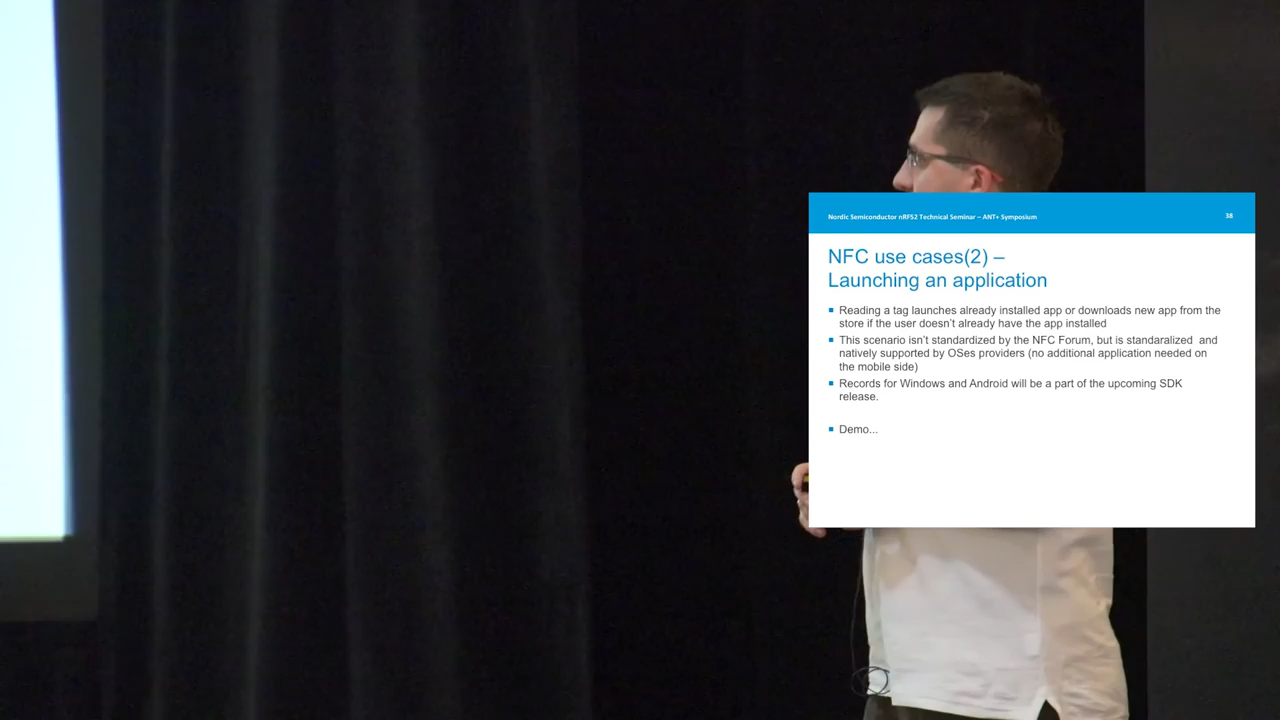 Nordic Semiconductor nRF52 Technical Seminar – ANT+ Symposium
38
NFC use cases(2) –
Launching an application
Reading a tag launches already installed app or downloads new app from the
store if the user doesn't already have the app installed
This scenario isn't standardized by the NFC Forum, but is standaralized and
natively supported by OSes providers (no additional application needed on
the mobile side)
Records for Windows and Android will be a part of the upcoming SDK
release.
Demo...